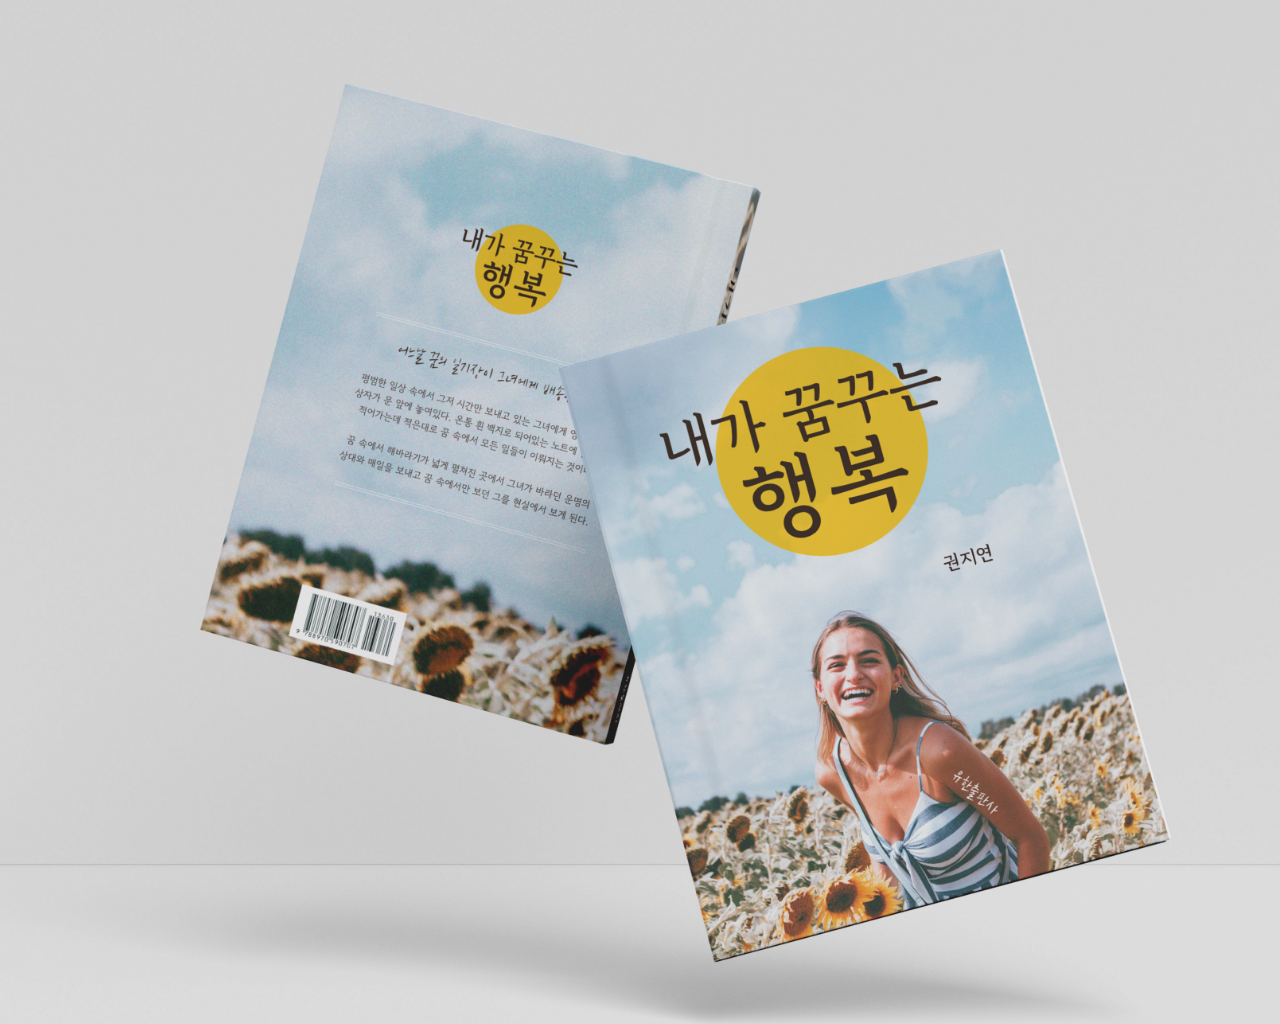 내가 꿈꾸는
행복
어느날 꿈의 일기장이 그녀에게 배송
평범한 일상 속에서 그저 시간만 보내고 있는 그녀에게
상자가 문 앞에 놓여있다. 온통 흰 백지로 되어있는 노트에
적어가는데 적은대로 꿈 속에서 모든 일들이 이뤄지는 것이
꿈 속에서 해바라기가 넓게 펼쳐진 곳에서 그녀가 바라던 운명의
상대와 매일을 보내고 꿈 속에서만 보던 그를 현실에서 보게 된다.
내가 꿈꾸는
행복
권지연
유한출판사